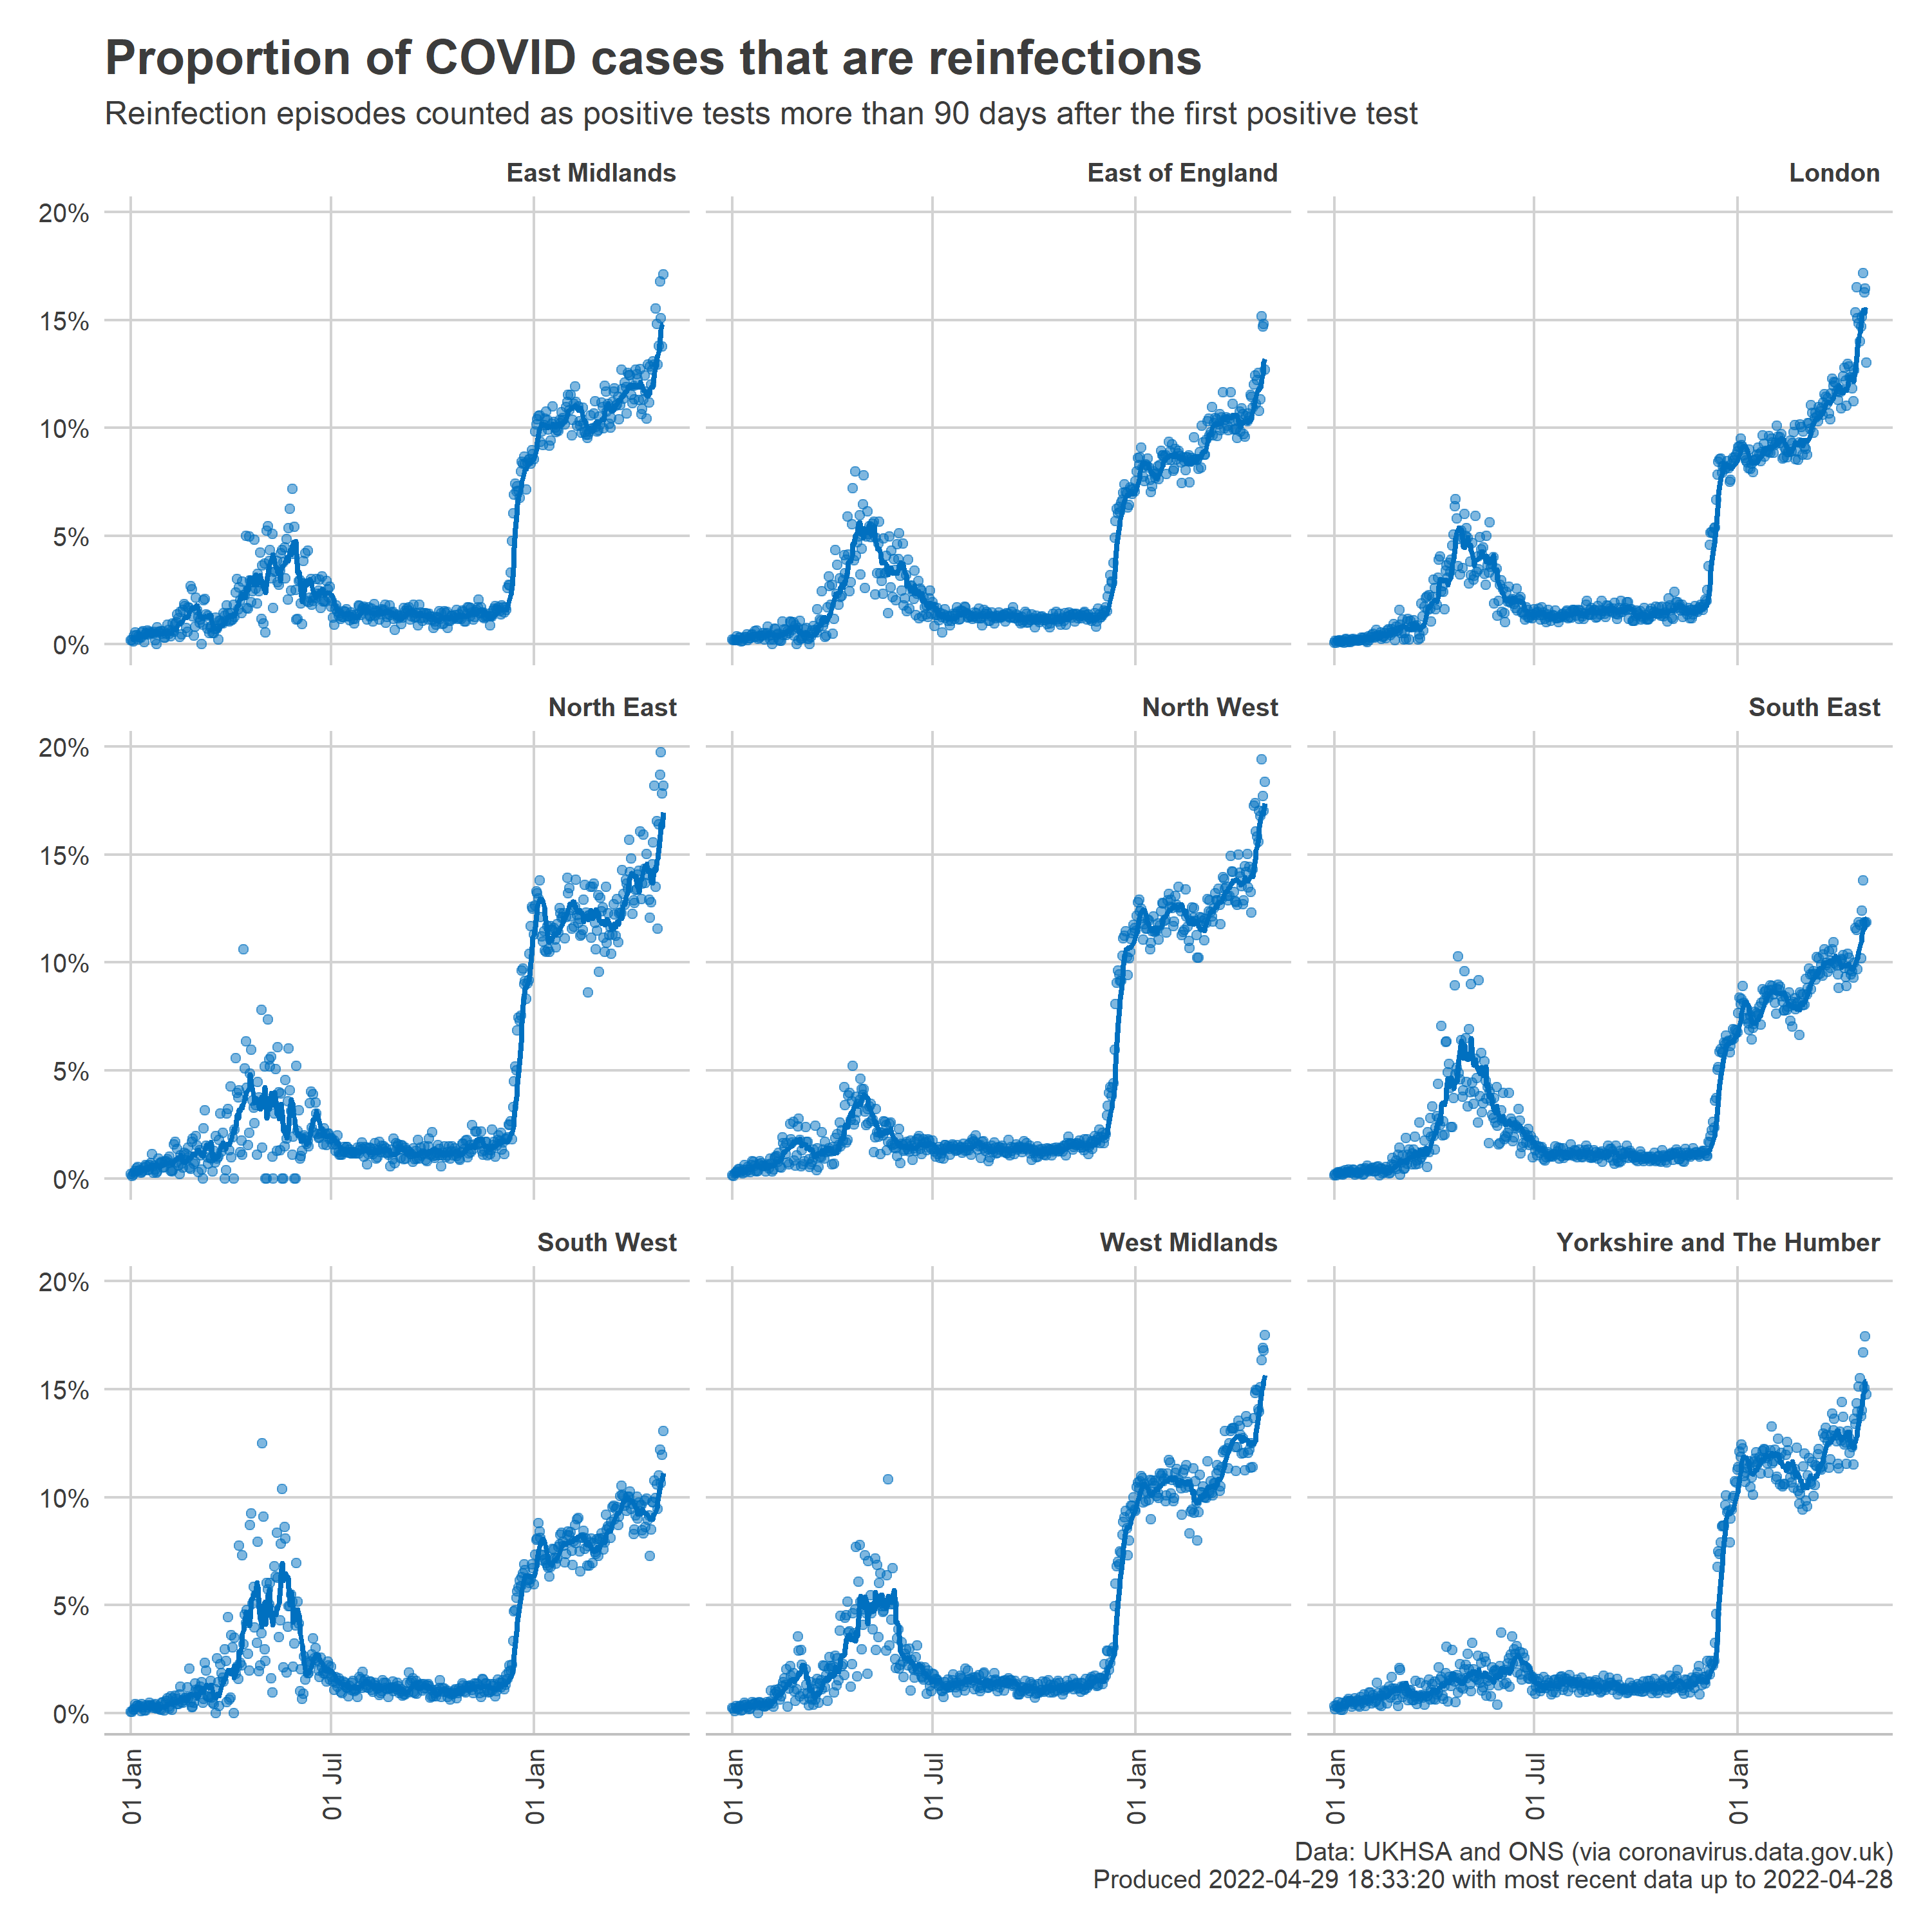 Proportion of COVID cases that are reinfections
Reinfection episodes counted as positive tests more than 90 days after the first positive test
East Midlands
East of England
London
20%
15%
10%
5%
0%
North East
North West
South East
20%
15%
10%
5%
0%
South West
West Midlands
Yorkshire and The Humber
20%
15%
10%
5%
0%
01 Jan
01 Jul
01 Jan
01 Jan
01 Jul
01 Jan
01 Jan
01 Jul
01 Jan
Data: UKHSA and ONS (via coronavirus.data.gov.uk)
Produced 2022-04-29 18:33:20 with most recent data up to 2022-04-28